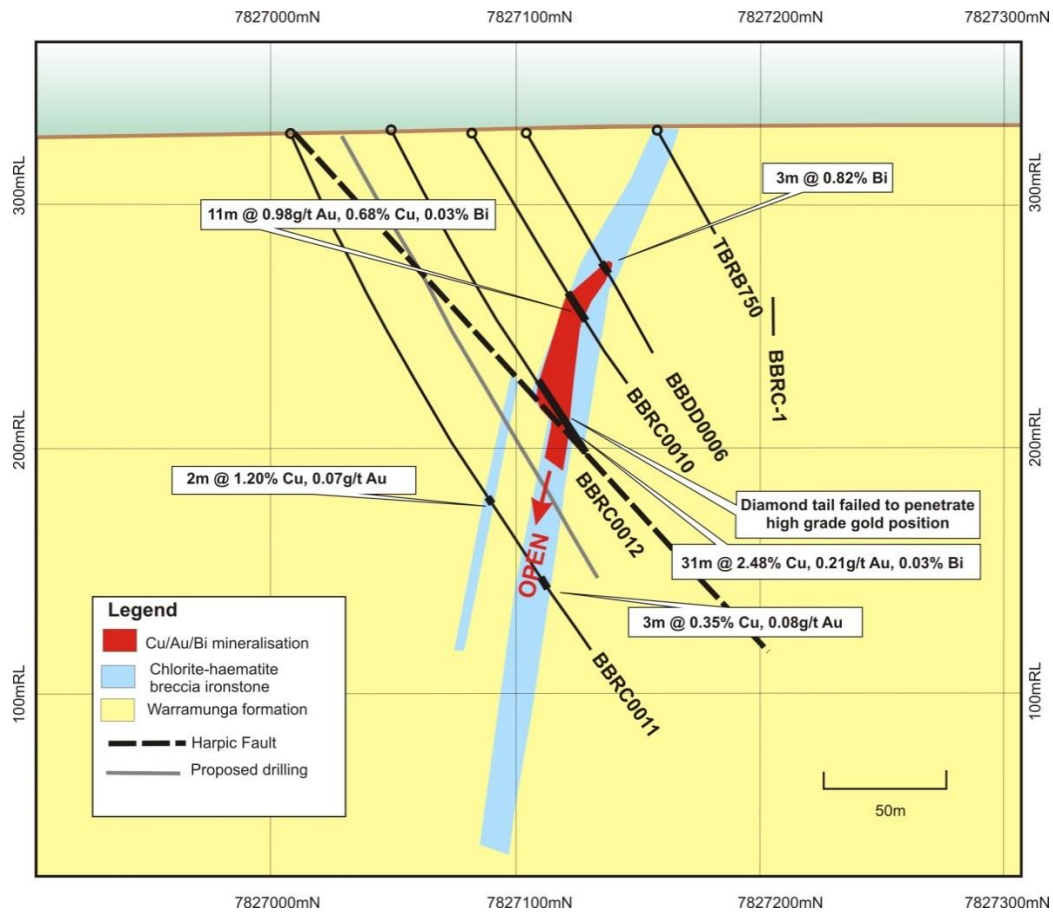 7827000mN
7827100mN
7827200mN
7827300mN
300mRL
300mRL
3m @ 0.82% Bi
11m @ 0.98g/t Au, 0.68% Cu, 0.03% Bi
TBRB750
BBRC-1
BBDD0006
BBRC0010
200mRL
200mRL
2m @ 1.20% Cu, 0.07g/t Au
BBRC0012
Diamond tail failed to penetrate
high grade gold position
31m @ 2.48% Cu, 0.21g/t Au, 0.03% Bi
OPEN
3m @ 0.35% Cu, 0.08g/t Au
BBRC0011
100mRL
100mRL
Legend
Cu/Au/Bi mineralisation
Chlorite-haematite
breccia ironstone
Warramunga formation
Harpic Fault
Proposed drilling
50m
7827000mN
7827100mN
7827200mN
7827300mN